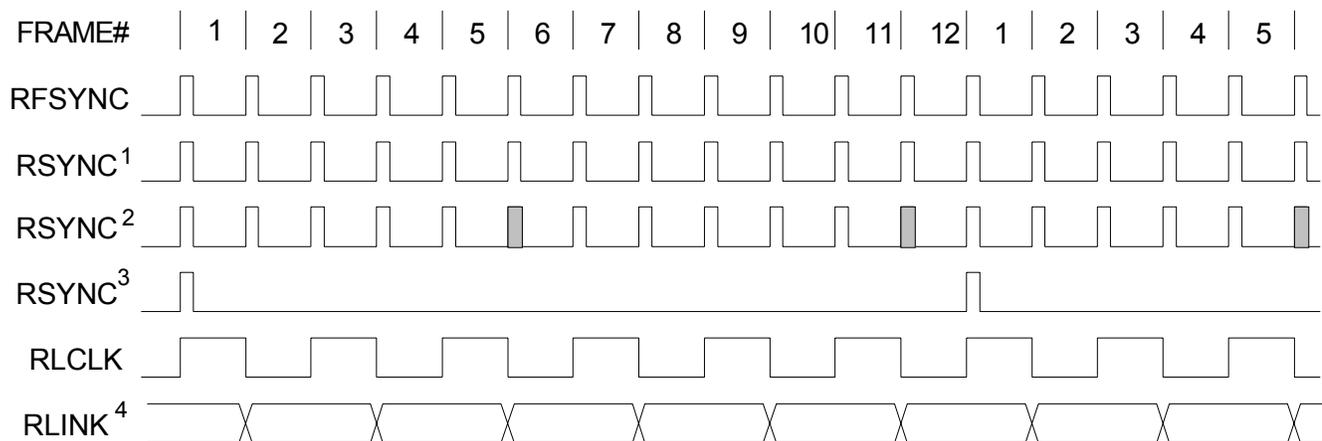 FRAME# 1 2 3 4 5 6 7 8 9 10 11 12 1 2 3 4 5
RFSYNC
RSYNC1
RSYNC2
RSYNC3
RLCLK
RLINK4